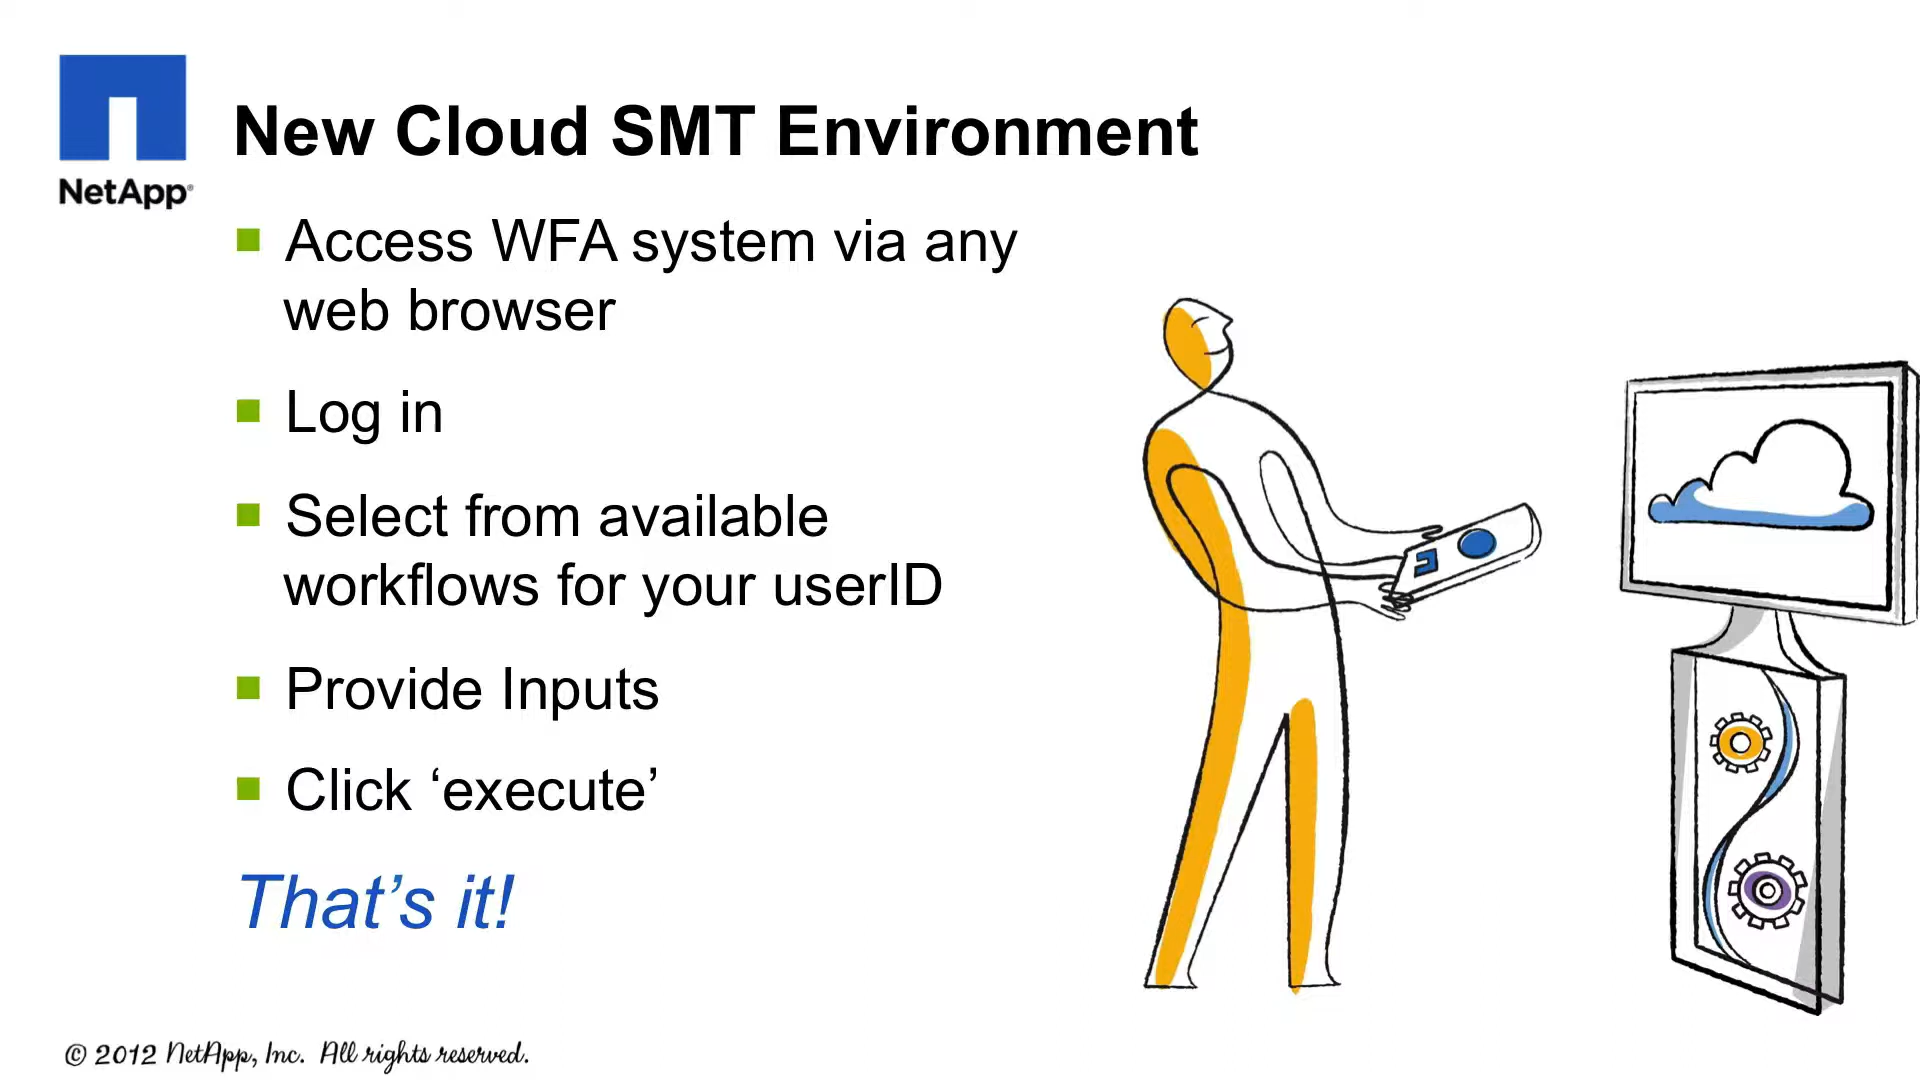 NetApp®
New Cloud SMT Environment
Access WFA system via any
web browser
Log in
Select from available
workflows for your userID
Provide Inputs
Click ‘execute’
That’s it!
© 2012 NetApp, Inc. All rights reserved.